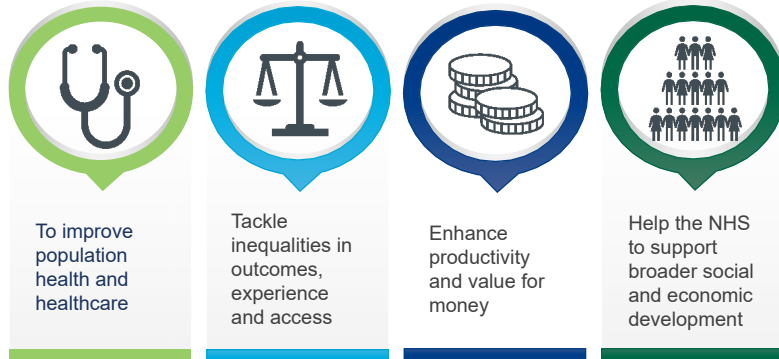 To improve
population
health and
healthcare
Tackle
inequalities in
outcomes,
experience
and access
Enhance
productivity
and value for
money
Help the NHS
to support
broader social
and economic
development